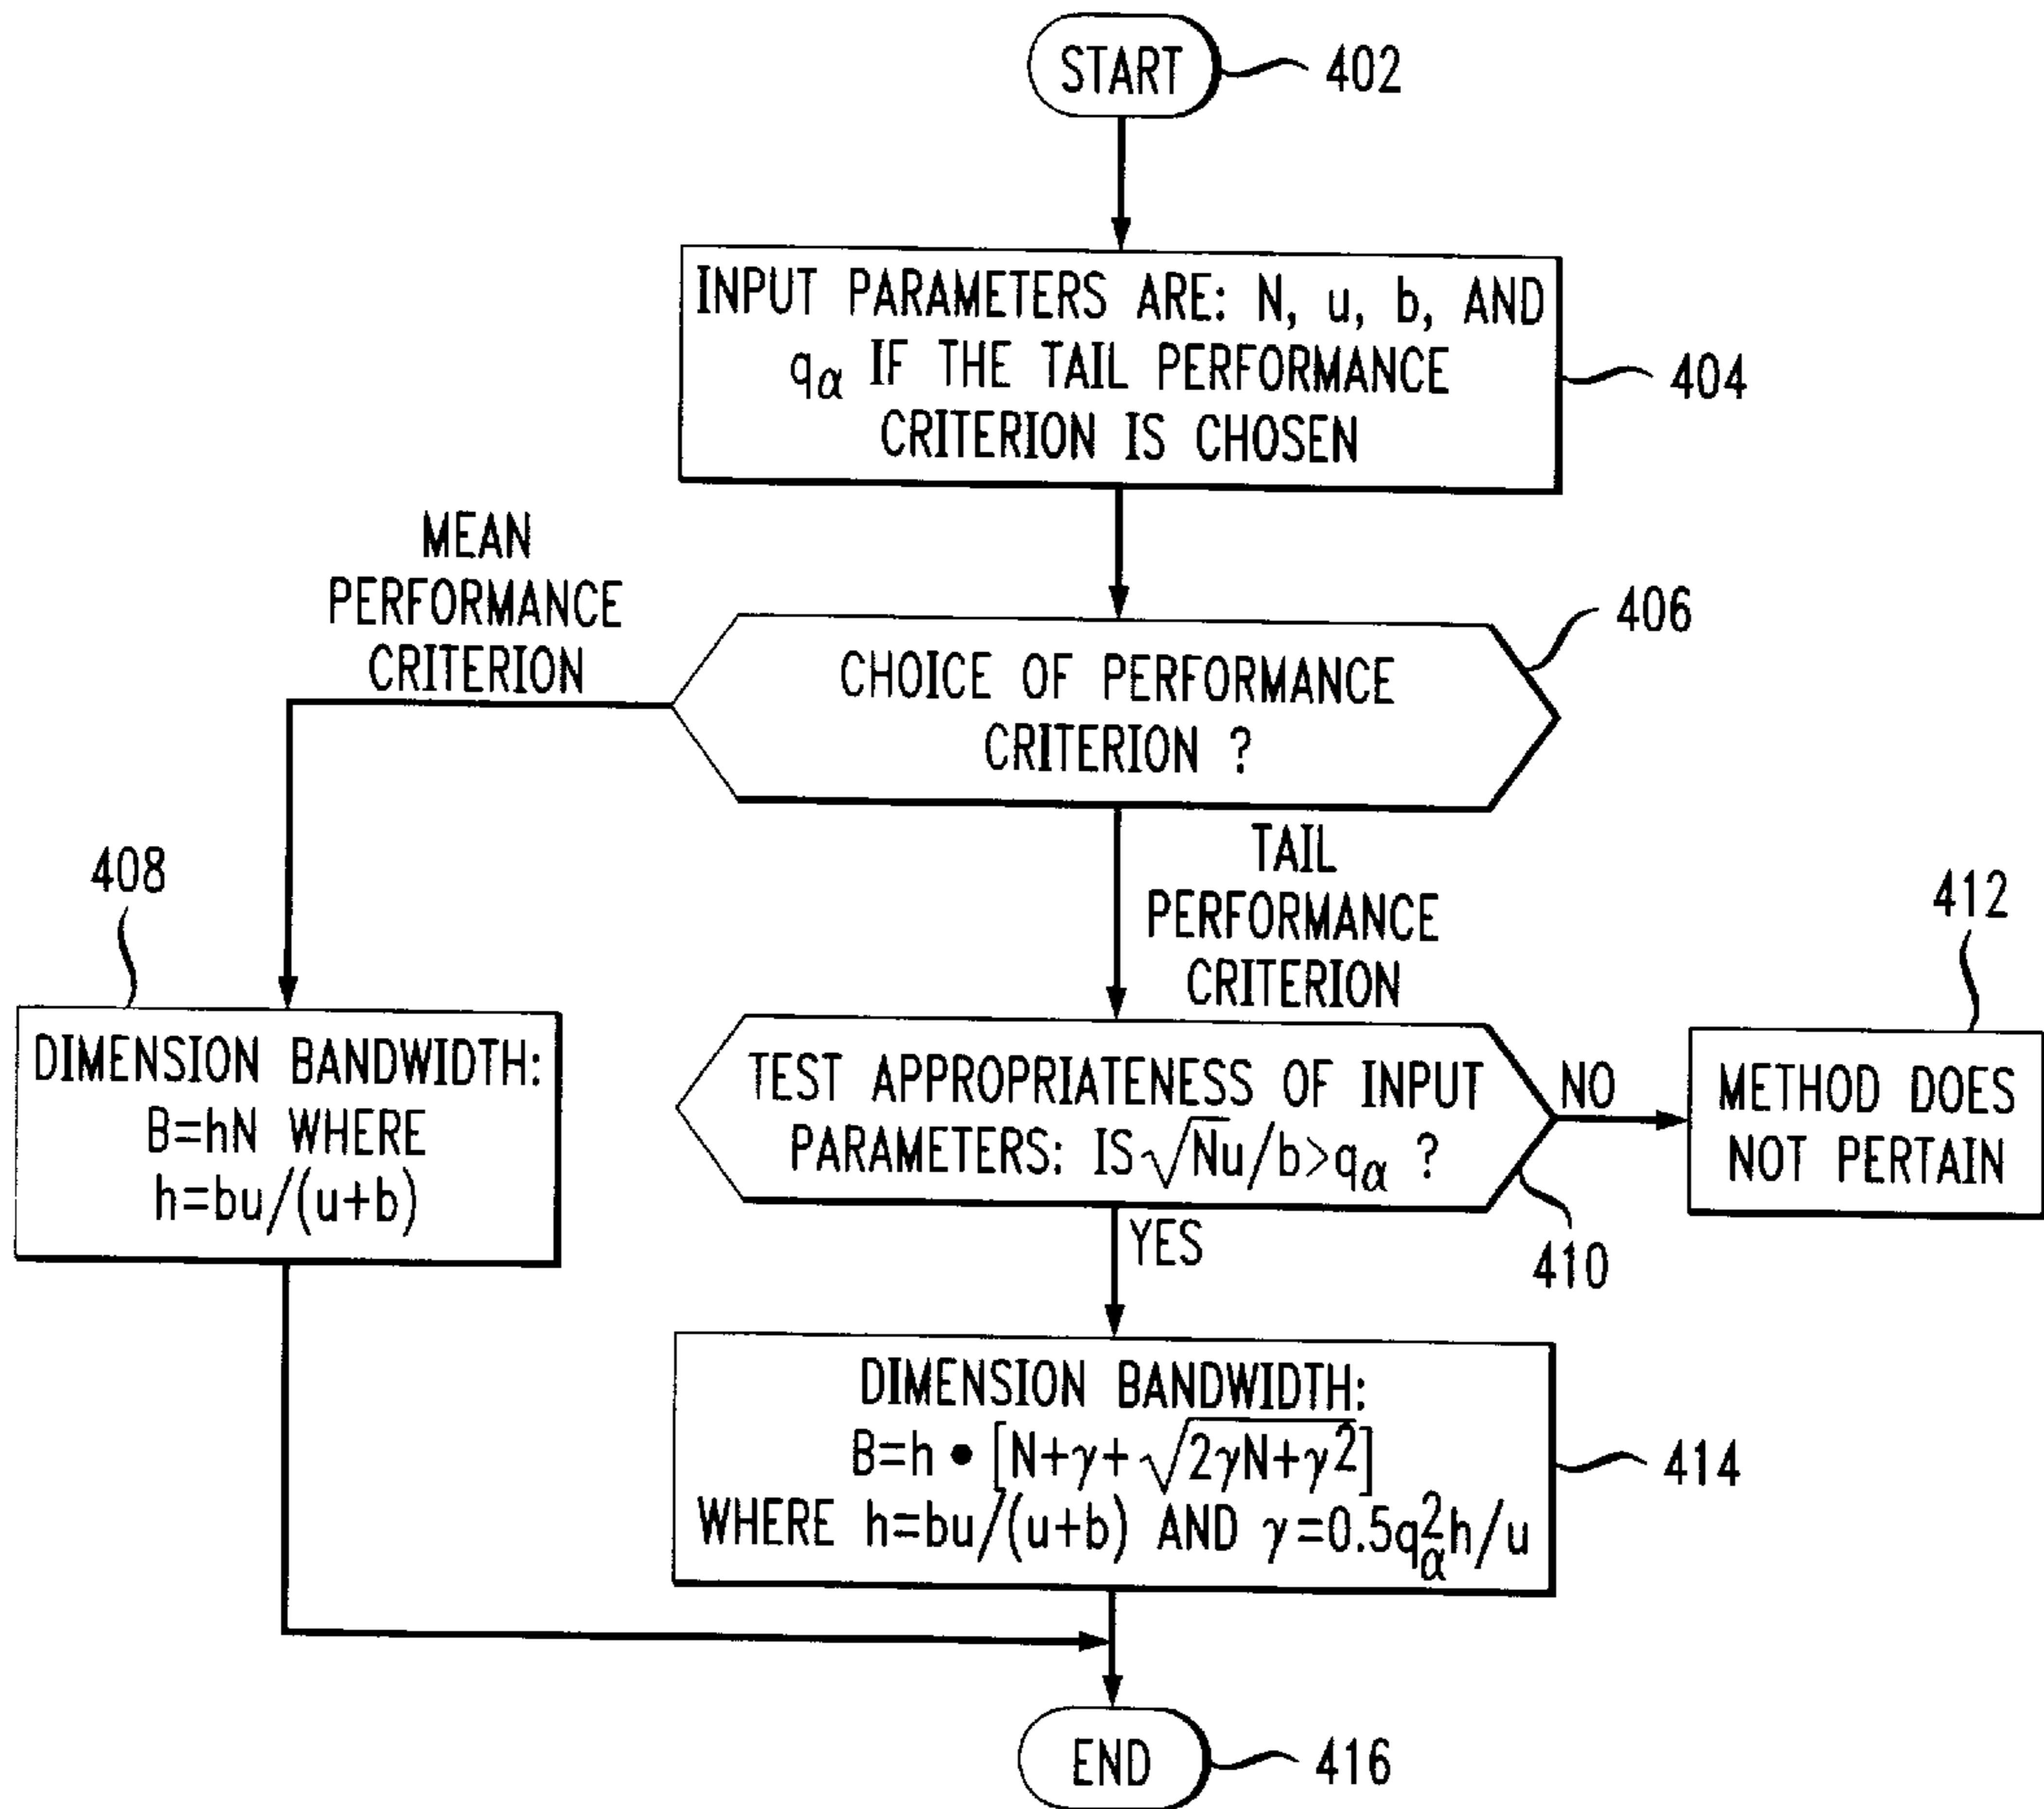 START
402
INPUT PARAMETERS ARE: N, u, b, AND
qα IF THE TAIL PERFORMANCE
CRITERION IS CHOSEN
404
MEAN
PERFORMANCE
CRITERION
CHOICE OF PERFORMANCE
CRITERION ?
406
TAIL
PERFORMANCE
CRITERION
408
DIMENSION BANDWIDTH:
B=hN WHERE
h=bu/(u+b)
TEST APPROPRIATENESS OF INPUT
PARAMETERS: IS √Nu/b>qα ?
410
NO
412
METHOD DOES
NOT PERTAIN
YES
DIMENSION BANDWIDTH:
B=h•[N+γ+√2γN+γ²]
WHERE h=bu/(u+b) AND γ=0.5q²αh/u
414
END
416